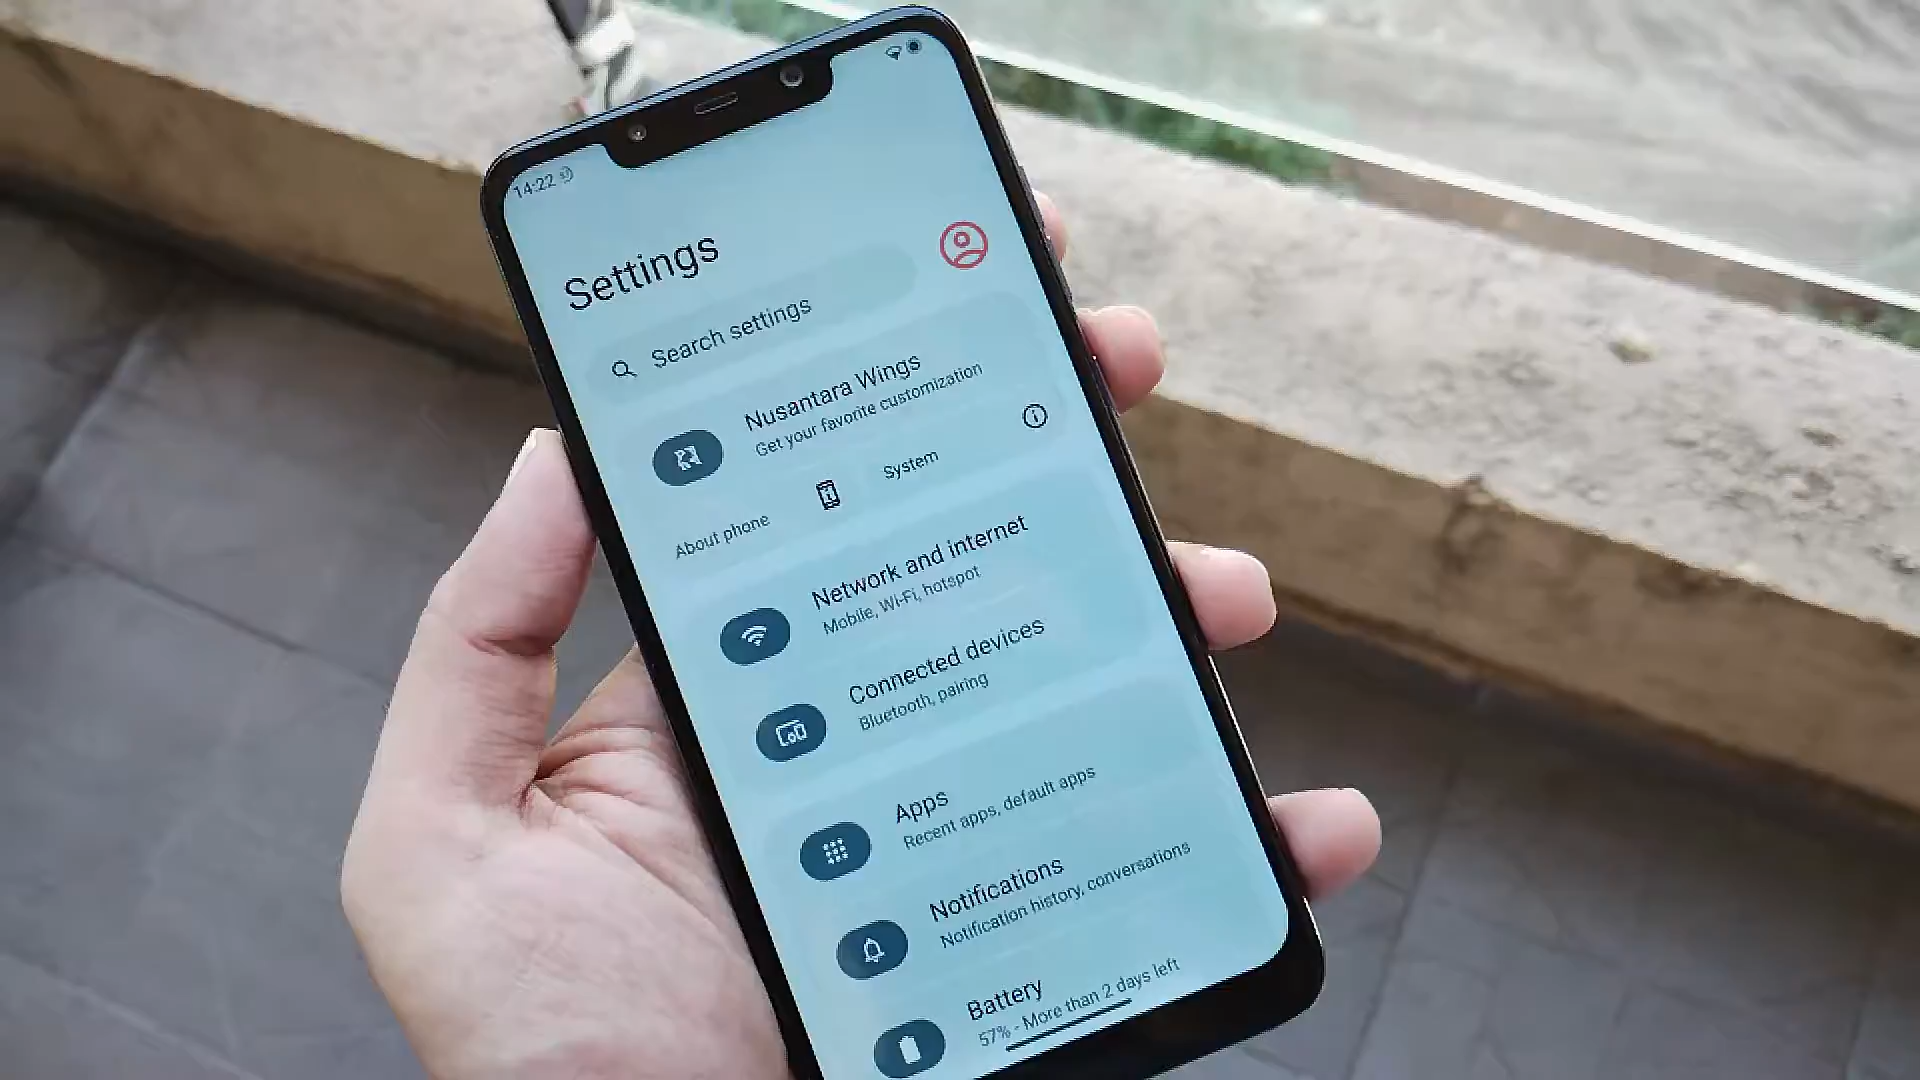 14:22
Settings
Search settings
Nusantara Wings
Get your favorite customization
About phone
System
Network and internet
Mobile, Wi-Fi, hotspot
Connected devices
Bluetooth, pairing
Apps
Recent apps, default apps
Notifications
Notification history, conversations
Battery
57% - More than 2 days left